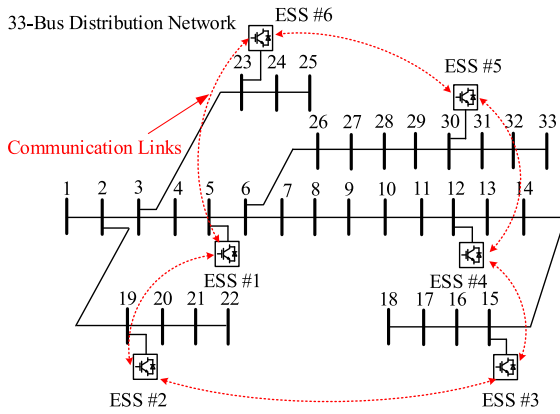 33-Bus Distribution Network
ESS #6
ESS #5
23 24 25
26 27 28 29 30 31 32 33
Communication Links
1 2 3 4 5 6 7 8 9 10 11 12 13 14
ESS #1
ESS #4
19 20 21 22
18 17 16 15
ESS #2
ESS #3